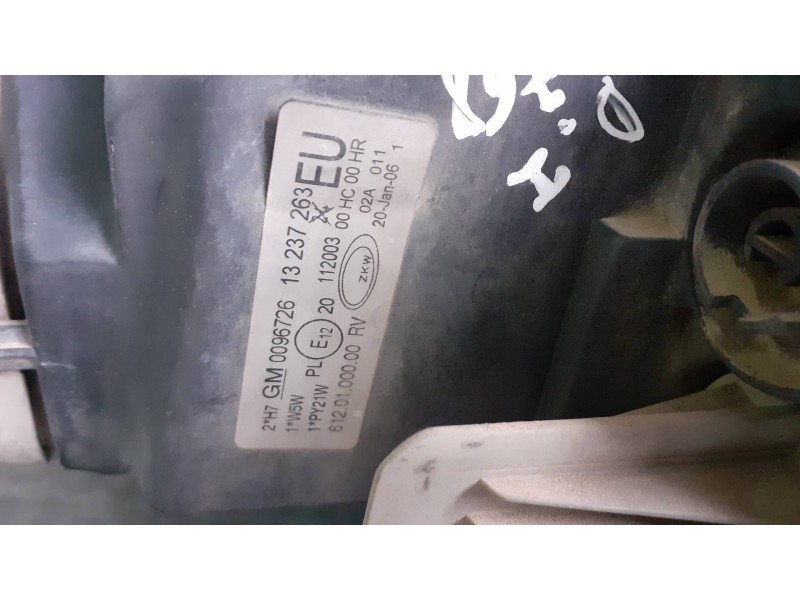 2*H7 GM 0096726 13 237 263 EU
1*W5W
1*PY21W PL E12 20 112003 00 HC 00 HR
612.01.000.00 RV ZKW 02A 011
20-Jan-06 1